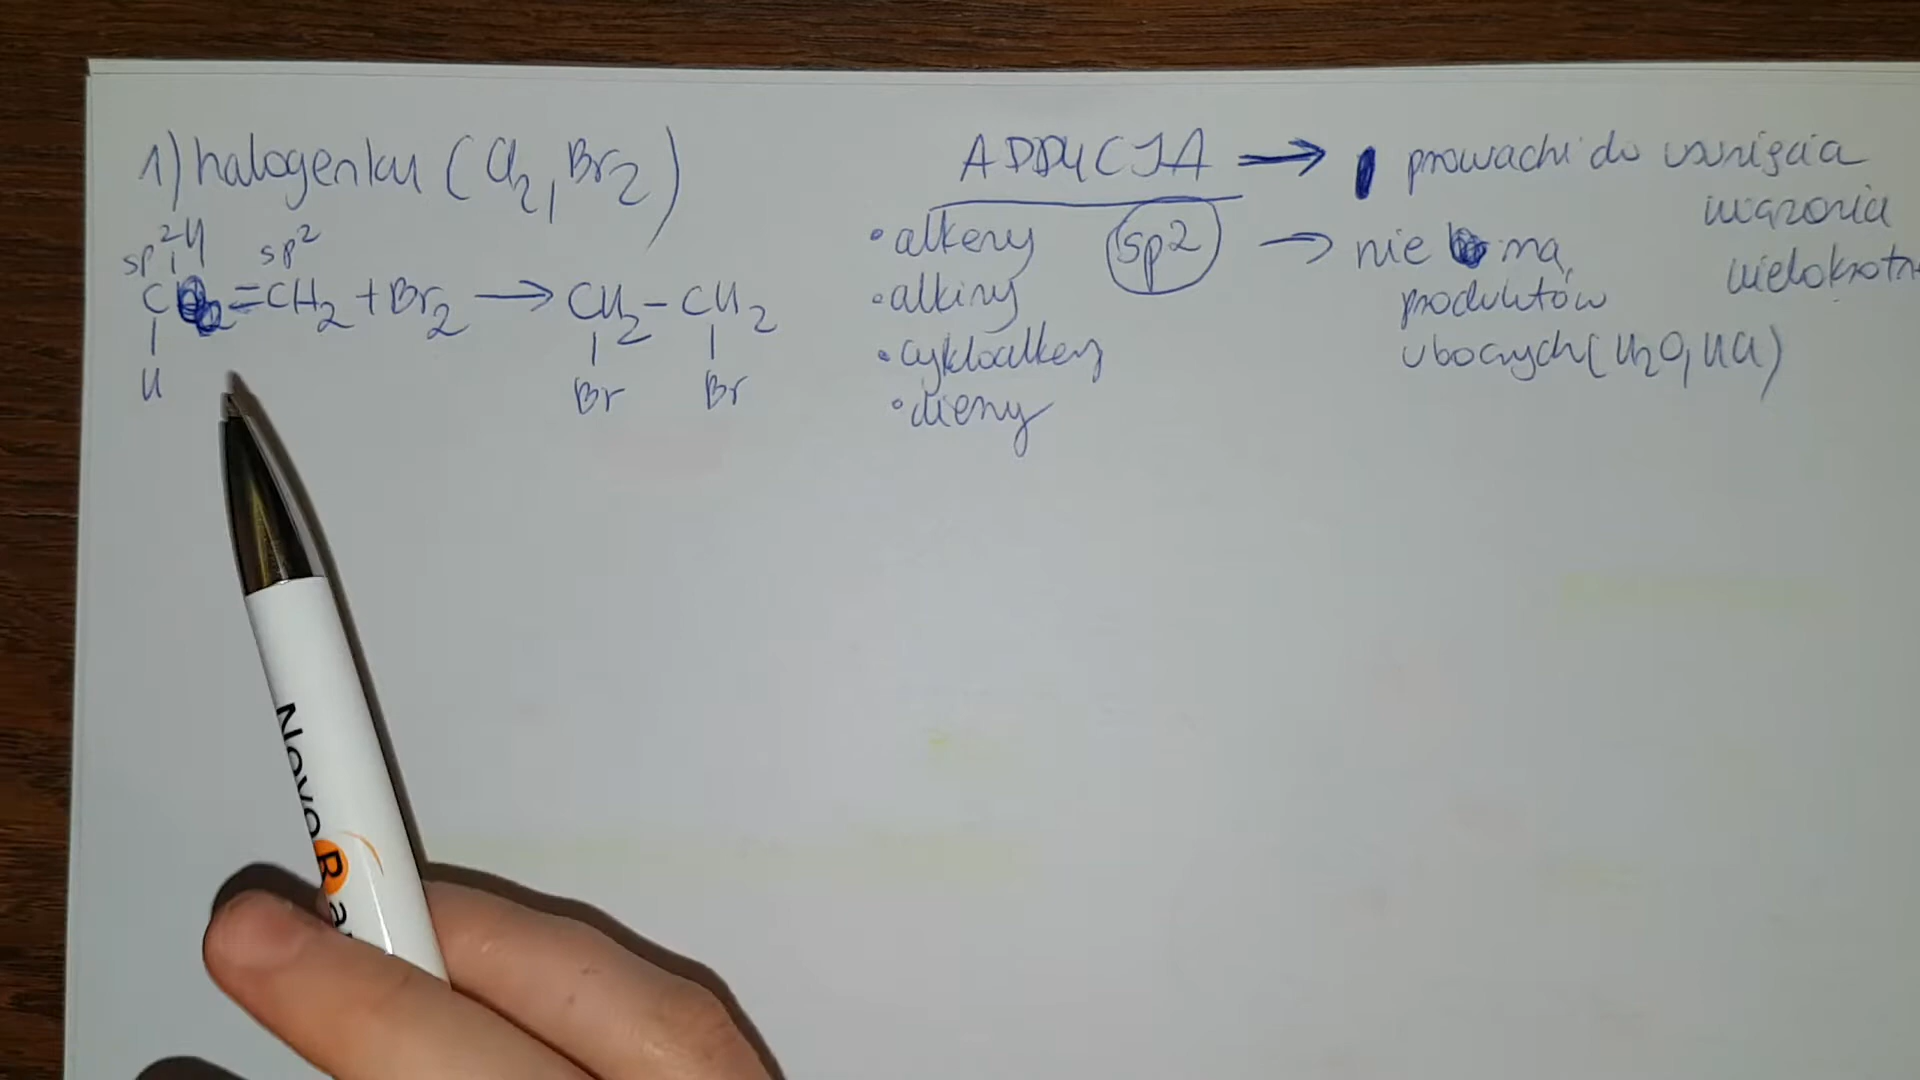 1) halogenku (Cl2, Br2)
sp2 H sp2
C = CH2 + Br2 → CH2 - CH2
H
Br Br
ADDYCJA → prowadzi do usunięcia
wiązania
wielokrotn
• alkeny
• alkiny
• cykloalkeny
• dieny
sp2 → nie ma
produktów
ubocznych (H2O, HCl)
Novo
R